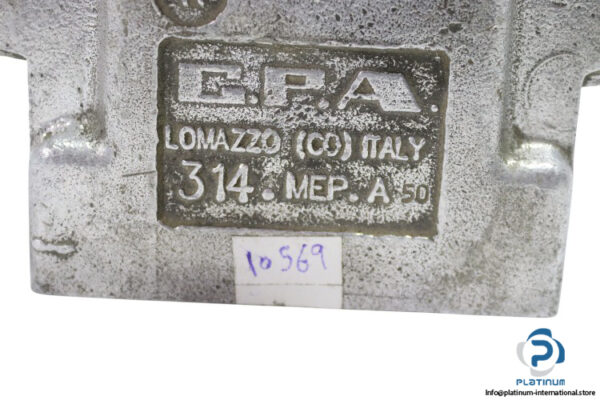 C.P.A.
LOMAZZO (CO) ITALY
314. MEP. A 50
10569
PLATINUM
Info@platinum-international.store